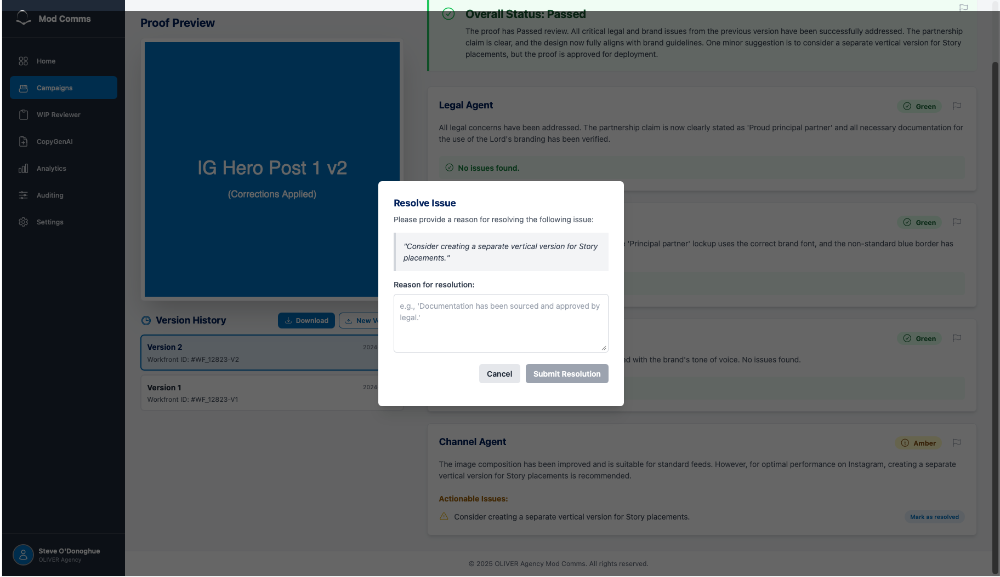 Mod Comms
Home
Campaigns
WIP Reviewer
CopyGenAI
Analytics
Auditing
Settings
Steve O'Donoghue
OLIVER Agency
Proof Preview
IG Hero Post 1 v2
(Corrections Applied)
Version History
Download
New Ve
Version 2
2024-
Workfront ID: #WF_12823-V2
Version 1
2024-
Workfront ID: #WF_12823-V1
Overall Status: Passed
The proof has Passed review. All critical legal and brand issues from the previous version have been successfully addressed. The partnership
claim is clear, and the design now fully aligns with brand guidelines. One minor suggestion is to consider a separate vertical version for Story
placements, but the proof is approved for deployment.
Legal Agent
Green
All legal concerns have been addressed. The partnership claim is now clearly stated as 'Proud principal partner' and all necessary documentation for
the use of the Lord's branding has been verified.
No issues found.
Green
'Principal partner' lockup uses the correct brand font, and the non-standard blue border has
Green
with the brand's tone of voice. No issues found.
Resolve Issue
Please provide a reason for resolving the following issue:
"Consider creating a separate vertical version for Story
placements."
Reason for resolution:
e.g., 'Documentation has been sourced and approved by
legal.'
Cancel
Submit Resolution
Channel Agent
Amber
The image composition has been improved and is suitable for standard feeds. However, for optimal performance on Instagram, creating a separate
vertical version for Story placements is recommended.
Actionable Issues:
Consider creating a separate vertical version for Story placements.
Mark as resolved
© 2025 OLIVER Agency Mod Comms. All rights reserved.